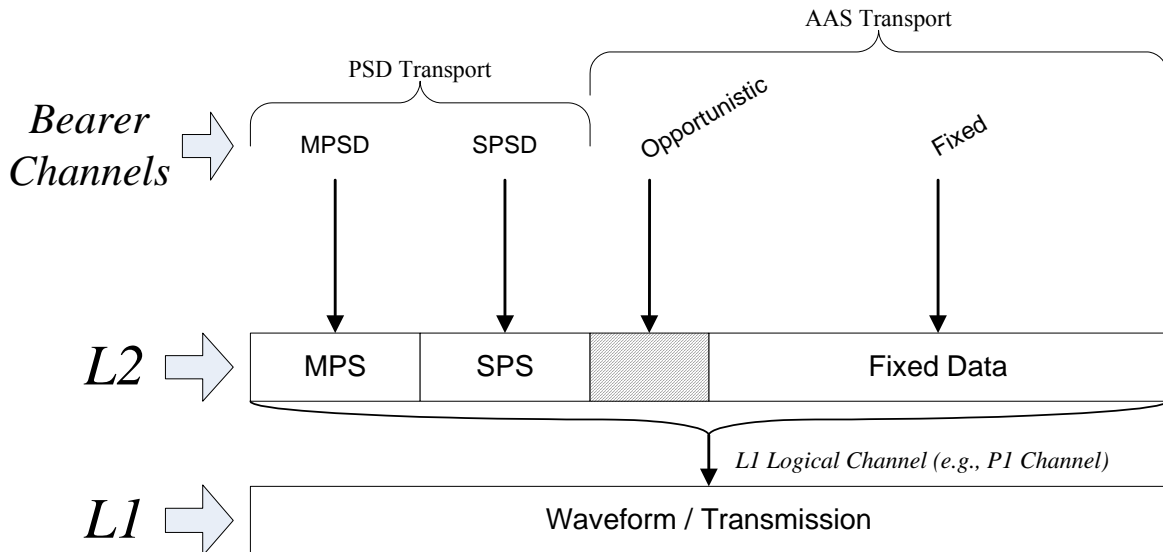 AAS Transport
PSD Transport
Bearer
Channels
MPSD
SPSD
Opportunistic
Fixed
L2
MPS
SPS
Fixed Data
L1 Logical Channel (e.g., P1 Channel)
L1
Waveform / Transmission